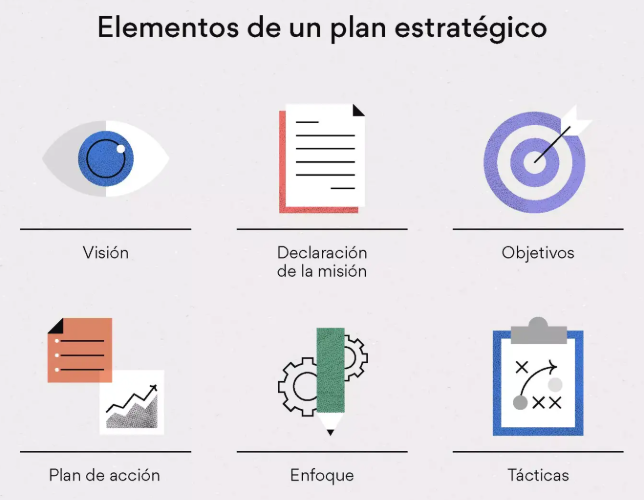 Elementos de un plan estratégico
Visión
Declaración
de la misión
Objetivos
Plan de acción
Enfoque
Tácticas